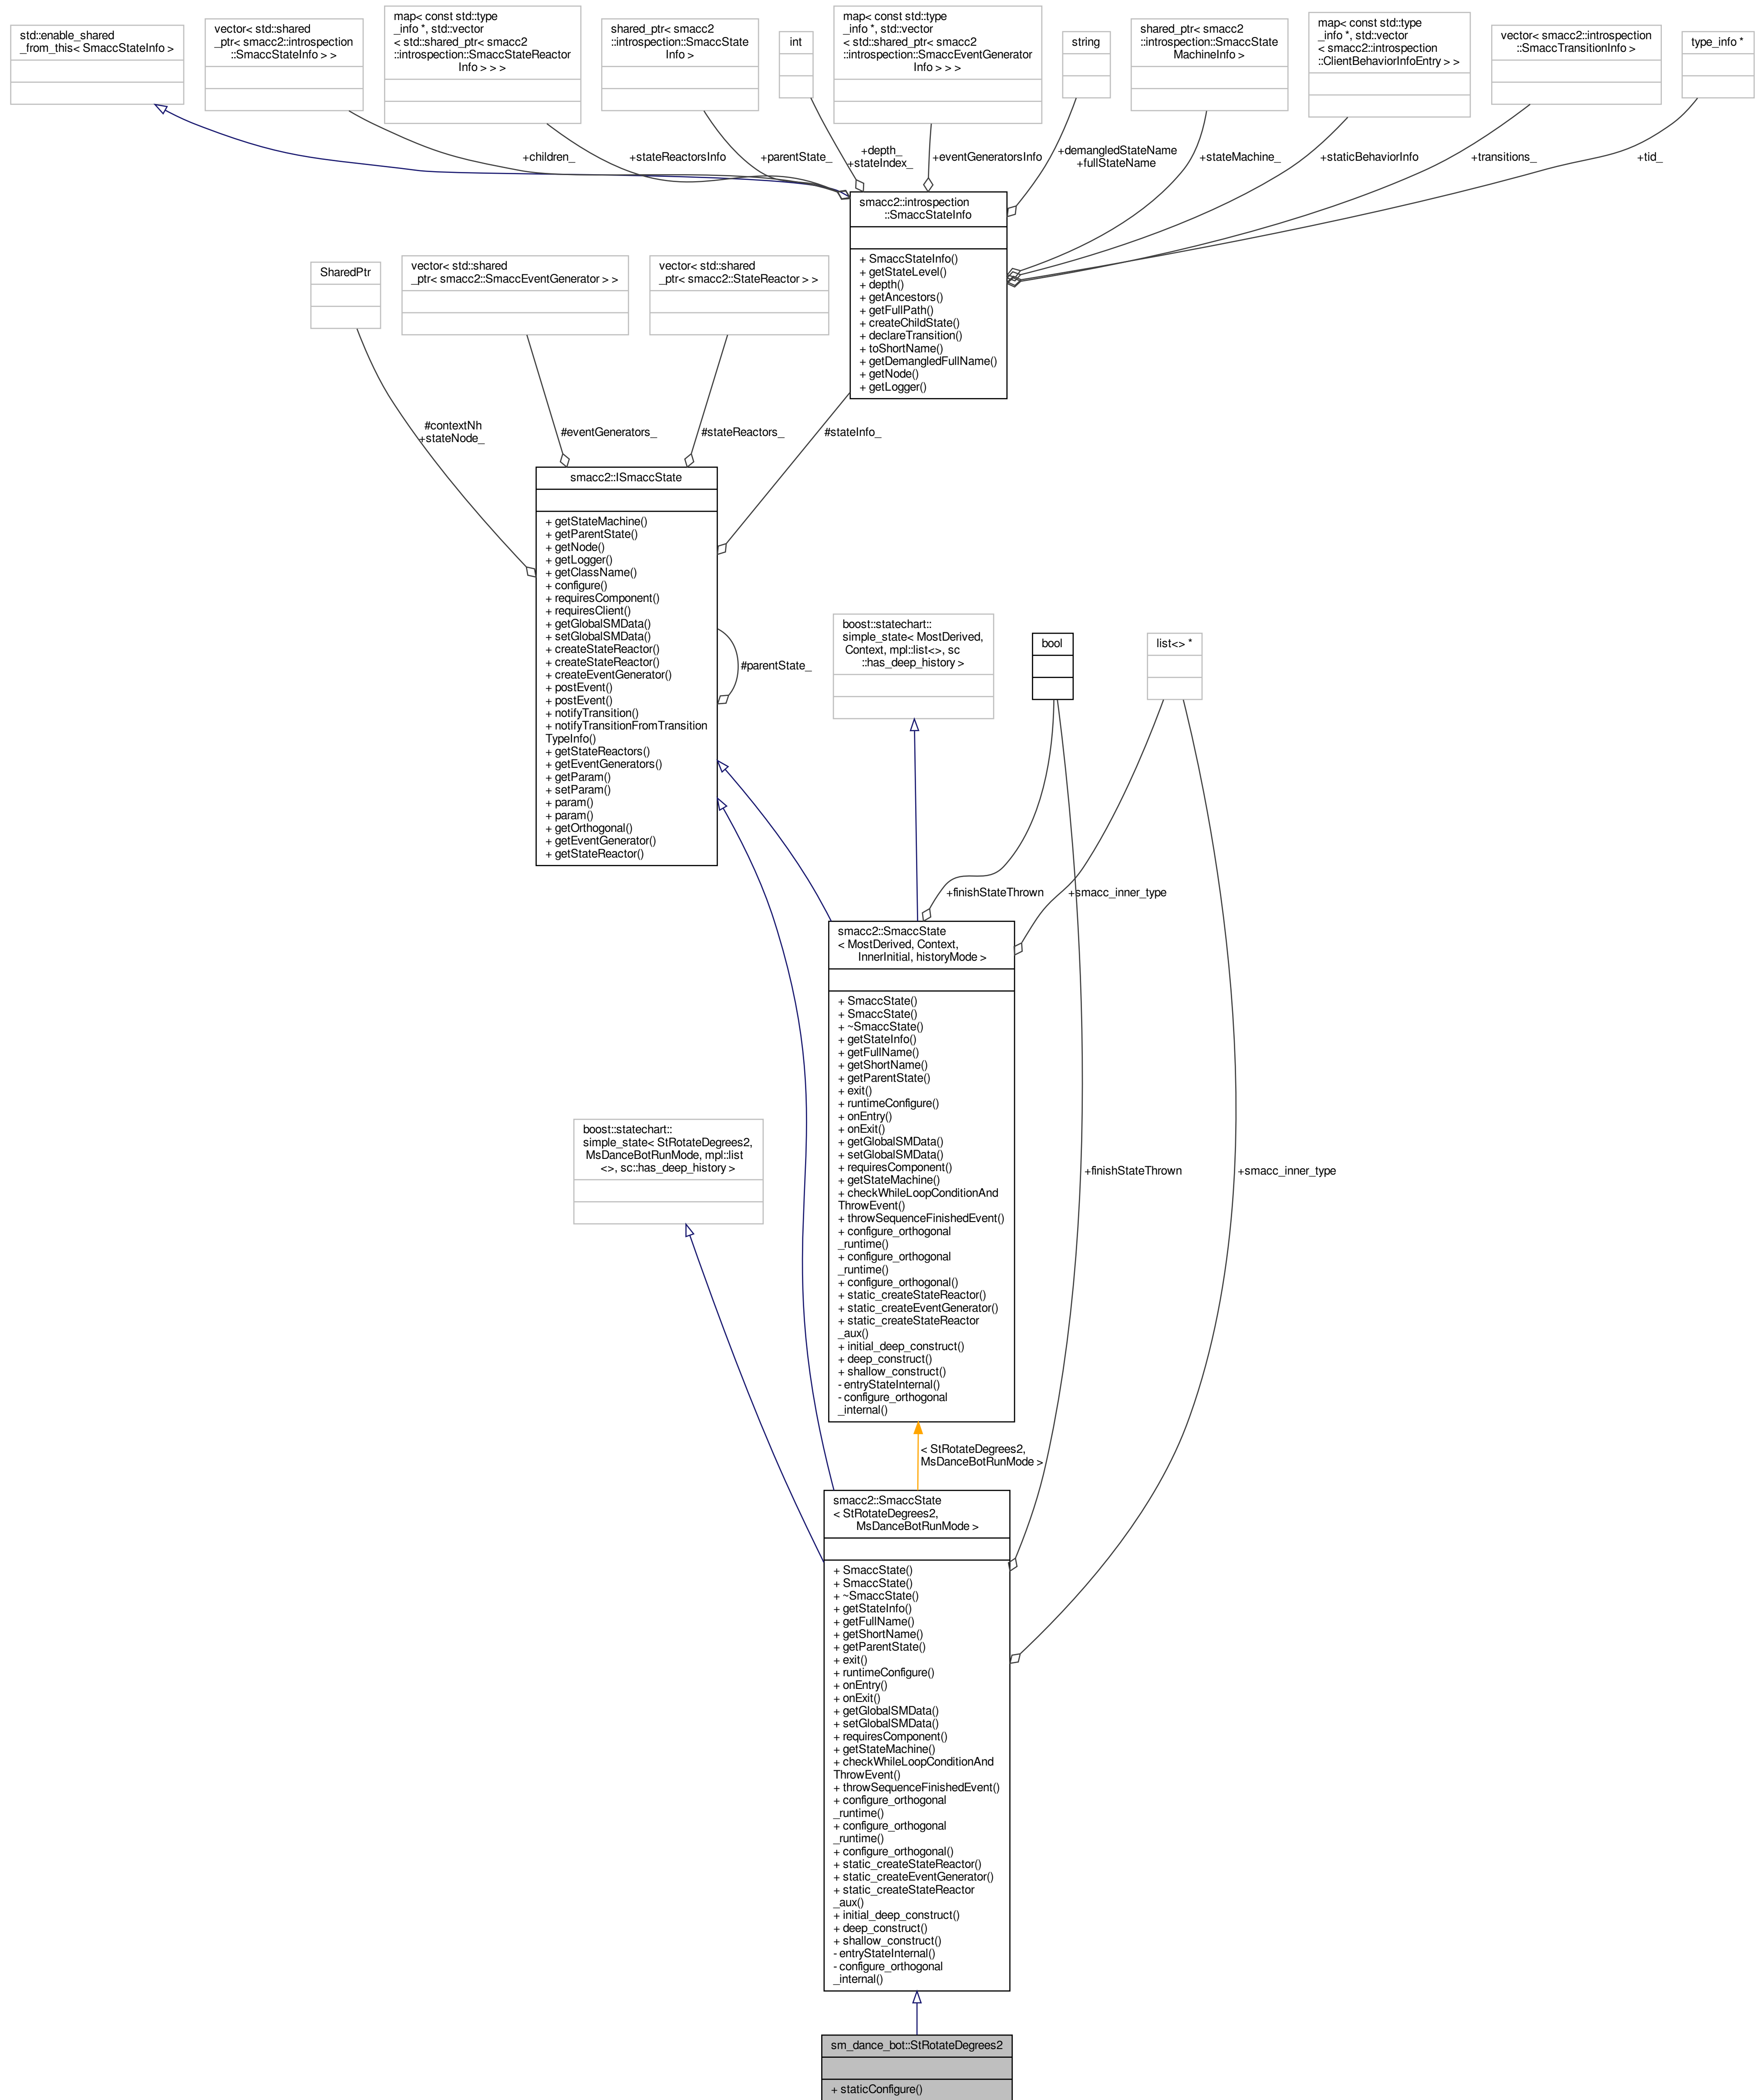 std::enable_shared
_from_this< SmaccStateInfo >
vector< std::shared
_ptr< smacc2::introspection
::SmaccStateInfo > >
map< const std::type
_info *, std::vector
< std::shared_ptr< smacc2
::introspection::SmaccStateReactor
Info > > >
shared_ptr< smacc2
::introspection::SmaccState
Info >
int
map< const std::type
_info *, std::vector
< std::shared_ptr< smacc2
::introspection::SmaccEventGenerator
Info > > >
string
shared_ptr< smacc2
::introspection::SmaccState
MachineInfo >
map< const std::type
_info *, std::vector
< smacc2::introspection
::ClientBehaviorInfoEntry > >
vector< smacc2::introspection
::SmaccTransitionInfo >
type_info *
+children_
+stateReactorsInfo
+parentState_
+depth_
+stateIndex_
+eventGeneratorsInfo
+demangledStateName
+fullStateName
+stateMachine_
+staticBehaviorInfo
+transitions_
+tid_
smacc2::introspection
::SmaccStateInfo
+ SmaccStateInfo()
+ getStateLevel()
+ depth()
+ getAncestors()
+ getFullPath()
+ createChildState()
+ declareTransition()
+ toShortName()
+ getDemangledFullName()
+ getNode()
+ getLogger()
SharedPtr
vector< std::shared
_ptr< smacc2::SmaccEventGenerator > >
vector< std::shared
_ptr< smacc2::StateReactor > >
#contextNh
+stateNode_
#eventGenerators_
#stateReactors_
#stateInfo_
smacc2::ISmaccState
+ getStateMachine()
+ getParentState()
+ getNode()
+ getLogger()
+ getClassName()
+ configure()
+ requiresComponent()
+ requiresClient()
+ getGlobalSMData()
+ setGlobalSMData()
+ createStateReactor()
+ createStateReactor()
+ createEventGenerator()
+ postEvent()
+ postEvent()
+ notifyTransition()
+ notifyTransitionFromTransition
TypeInfo()
+ getStateReactors()
+ getEventGenerators()
+ getParam()
+ setParam()
+ param()
+ param()
+ getOrthogonal()
+ getEventGenerator()
+ getStateReactor()
#parentState_
boost::statechart::
simple_state< MostDerived,
Context, mpl::list<>, sc
::has_deep_history >
bool
list<> *
+finishStateThrown
+smacc_inner_type
smacc2::SmaccState
< MostDerived, Context,
InnerInitial, historyMode >
+ SmaccState()
+ SmaccState()
+ ~SmaccState()
+ getStateInfo()
+ getFullName()
+ getShortName()
+ getParentState()
+ exit()
+ runtimeConfigure()
+ onEntry()
+ onExit()
+ getGlobalSMData()
+ setGlobalSMData()
+ requiresComponent()
+ getStateMachine()
+ checkWhileLoopConditionAnd
ThrowEvent()
+ throwSequenceFinishedEvent()
+ configure_orthogonal
_runtime()
+ configure_orthogonal
_runtime()
+ configure_orthogonal()
+ static_createStateReactor()
+ static_createEventGenerator()
+ static_createStateReactor
_aux()
+ initial_deep_construct()
+ deep_construct()
+ shallow_construct()
- entryStateInternal()
- configure_orthogonal
_internal()
boost::statechart::
simple_state< StRotateDegrees2,
MsDanceBotRunMode, mpl::list
<>, sc::has_deep_history >
+finishStateThrown
+smacc_inner_type
< StRotateDegrees2,
MsDanceBotRunMode >
smacc2::SmaccState
< StRotateDegrees2,
MsDanceBotRunMode >
+ SmaccState()
+ SmaccState()
+ ~SmaccState()
+ getStateInfo()
+ getFullName()
+ getShortName()
+ getParentState()
+ exit()
+ runtimeConfigure()
+ onEntry()
+ onExit()
+ getGlobalSMData()
+ setGlobalSMData()
+ requiresComponent()
+ getStateMachine()
+ checkWhileLoopConditionAnd
ThrowEvent()
+ throwSequenceFinishedEvent()
+ configure_orthogonal
_runtime()
+ configure_orthogonal
_runtime()
+ configure_orthogonal()
+ static_createStateReactor()
+ static_createEventGenerator()
+ static_createStateReactor
_aux()
+ initial_deep_construct()
+ deep_construct()
+ shallow_construct()
- entryStateInternal()
- configure_orthogonal
_internal()
sm_dance_bot::StRotateDegrees2
+ staticConfigure()